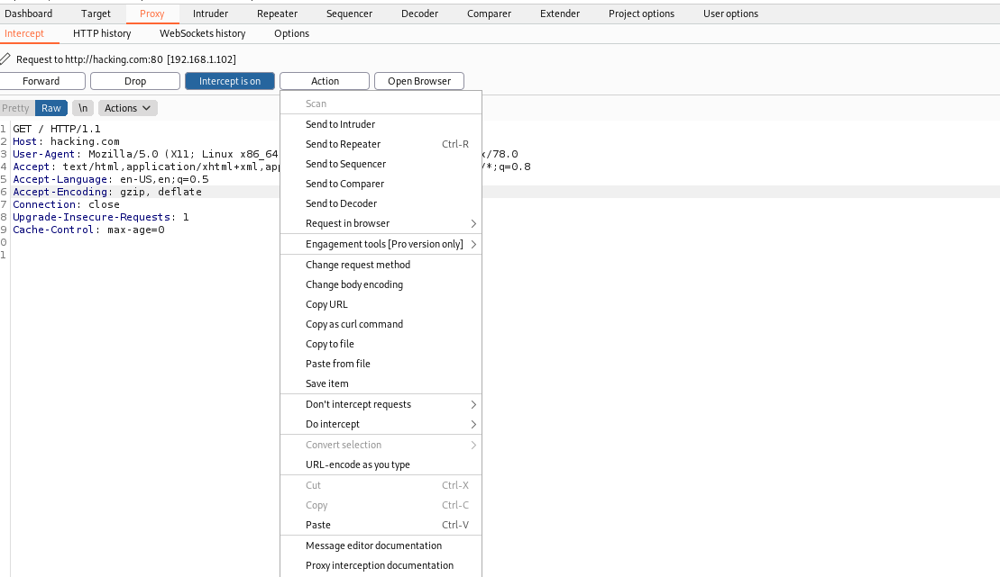 Dashboard Target Proxy Intruder Repeater Sequencer Decoder Comparer Extender Project options User options
Intercept HTTP history WebSockets history Options
Request to http://hacking.com:80 [192.168.1.102]
Forward Drop Intercept is on Action Open Browser
Pretty Raw \n Actions
1 GET / HTTP/1.1
2 Host: hacking.com
3 User-Agent: Mozilla/5.0 (X11; Linux x86_64 x/78.0
4 Accept: text/html,application/xhtml+xml,app /*;q=0.8
5 Accept-Language: en-US,en;q=0.5
6 Accept-Encoding: gzip, deflate
7 Connection: close
8 Upgrade-Insecure-Requests: 1
9 Cache-Control: max-age=0
0
1
Scan
Send to Intruder
Send to Repeater Ctrl-R
Send to Sequencer
Send to Comparer
Send to Decoder
Request in browser
Engagement tools [Pro version only]
Change request method
Change body encoding
Copy URL
Copy as curl command
Copy to file
Paste from file
Save item
Don't intercept requests
Do intercept
Convert selection
URL-encode as you type
Cut Ctrl-X
Copy Ctrl-C
Paste Ctrl-V
Message editor documentation
Proxy interception documentation